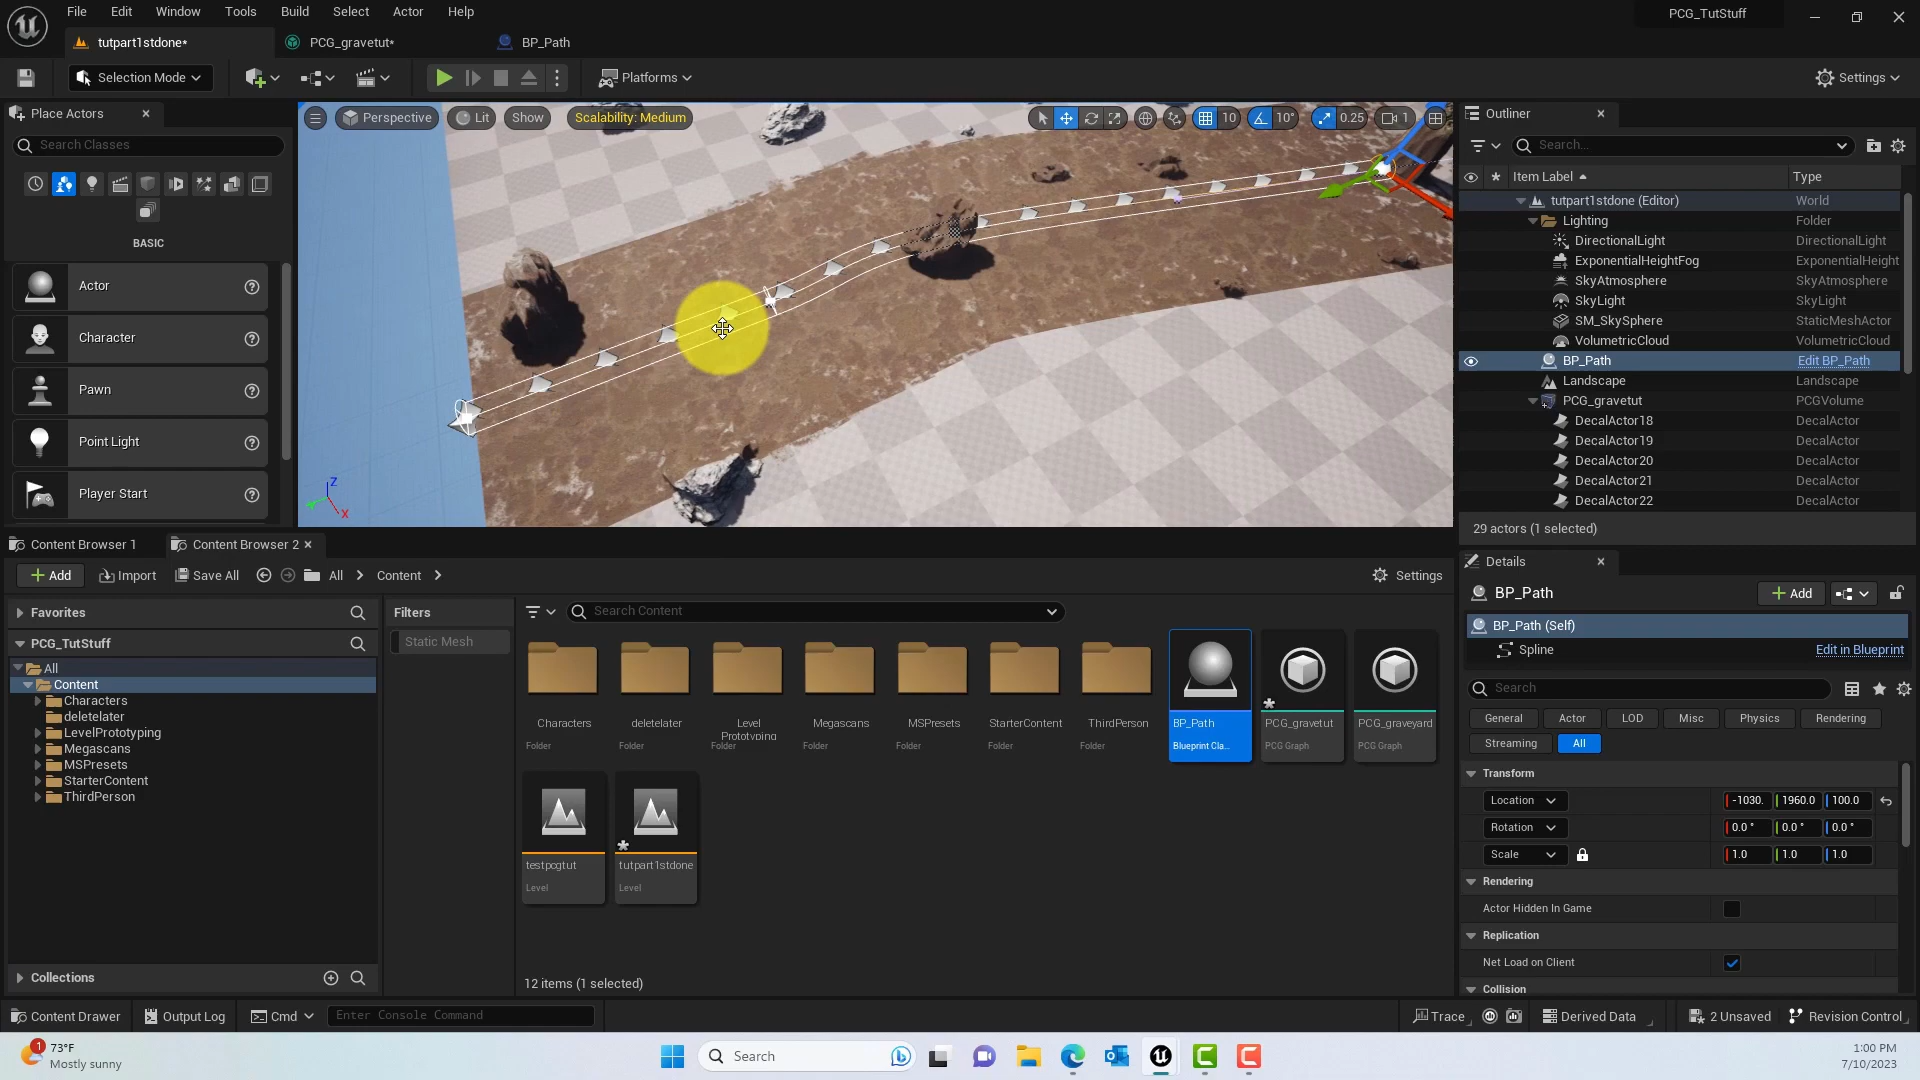 File Edit Window Tools Build Select Actor Help
PCG_TutStuff
tutpart1stdone*
PCG_gravetut*
BP_Path
Selection Mode
Platforms
Settings
Place Actors
Search Classes
BASIC
Actor
Character
Pawn
Point Light
Player Start
Perspective
Lit
Show
Scalability: Medium
10
10°
0.25
1
Z
X
Outliner
Search...
Item Label Type
tutpart1stdone (Editor) World
Lighting Folder
DirectionalLight DirectionalLight
ExponentialHeightFog ExponentialHeight
SkyAtmosphere SkyAtmosphere
SkyLight SkyLight
SM_SkySphere StaticMeshActor
VolumetricCloud VolumetricCloud
BP_Path Edit BP_Path
Landscape Landscape
PCG_gravetut PCGVolume
DecalActor18 DecalActor
DecalActor19 DecalActor
DecalActor20 DecalActor
DecalActor21 DecalActor
DecalActor22 DecalActor
29 actors (1 selected)
Content Browser 1
Content Browser 2
Add Import Save All All Content Settings
Favorites
PCG_TutStuff
All
Content
Characters
deletelater
LevelPrototyping
Megascans
MSPresets
StarterContent
ThirdPerson
Collections
Filters
Static Mesh
Search Content
Characters
Folder
deletelater
Folder
Level
Prototyping
Folder
Megascans
Folder
MSPresets
Folder
StarterContent
Folder
ThirdPerson
Folder
BP_Path
Blueprint Cla...
PCG_gravetut
PCG Graph
PCG_graveyard
PCG Graph
testpcgtut
Level
tutpart1stdone
Level
12 items (1 selected)
Details
BP_Path
Add
BP_Path (Self)
Spline Edit in Blueprint
Search
General Actor LOD Misc Physics Rendering
Streaming All
Transform
Location -1030. 1960.0 100.0
Rotation 0.0 ° 0.0 ° 0.0 °
Scale 1.0 1.0 1.0
Rendering
Actor Hidden In Game
Replication
Net Load on Client
Collision
Content Drawer Output Log Cmd Enter Console Command
Trace Derived Data 2 Unsaved Revision Control
1
73°F
Mostly sunny
Search
1:00 PM
7/10/2023